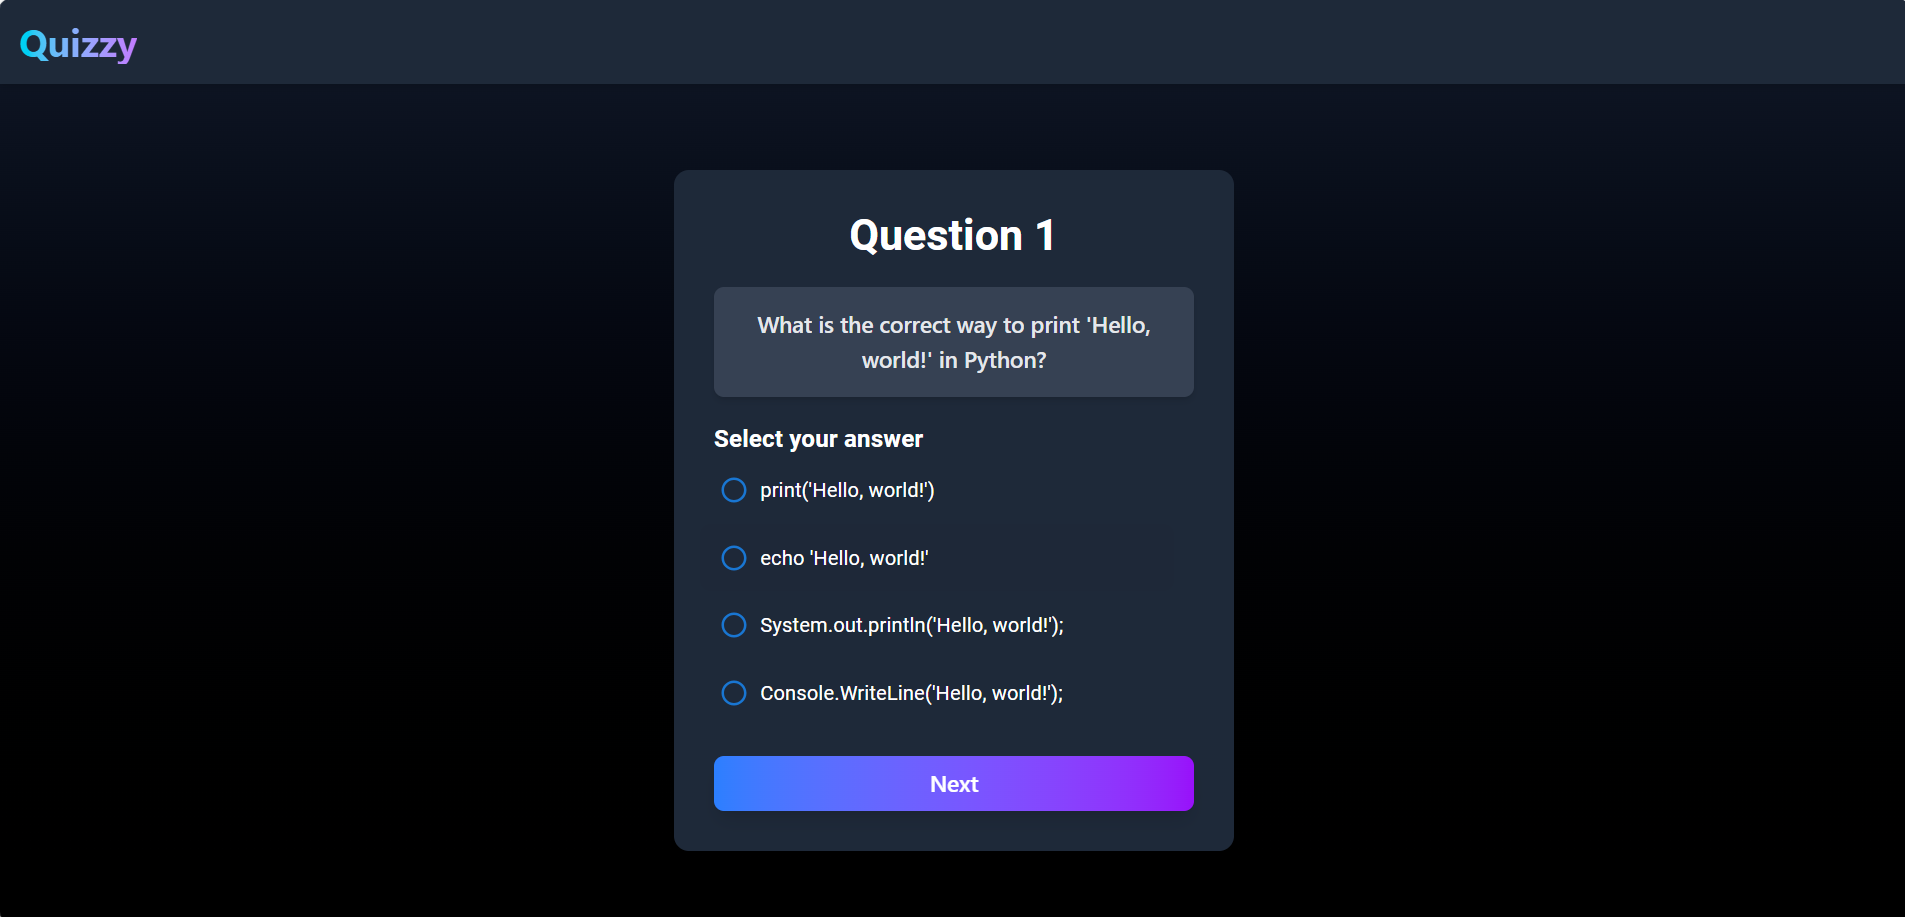 Quizzy
Question 1
What is the correct way to print 'Hello,
world!' in Python?
Select your answer
print('Hello, world!')
echo 'Hello, world!'
System.out.println('Hello, world!');
Console.WriteLine('Hello, world!');
Next